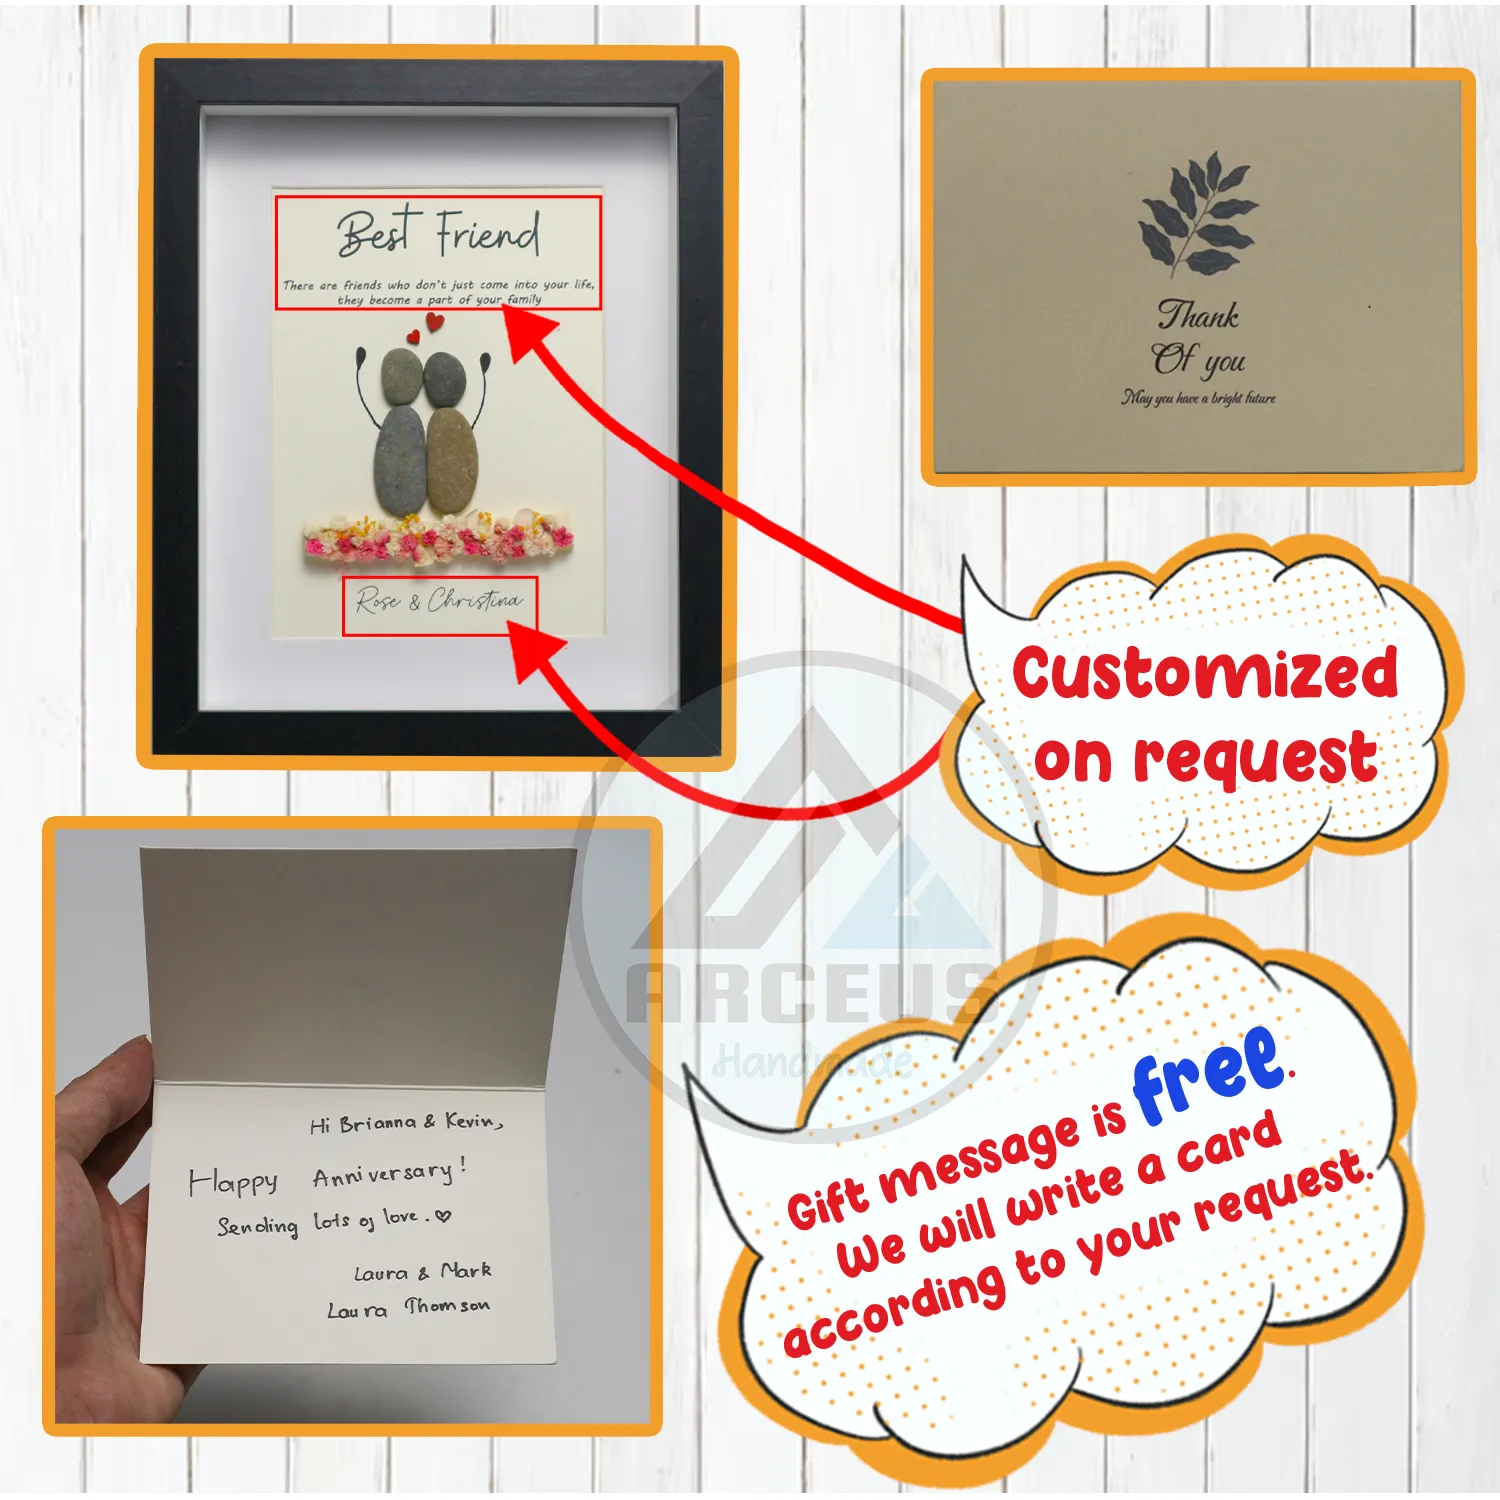 Best Friend
There are friends who don't just come into your life,
they become a part of your family
Rose & Christina
Thank
Of you
May you have a bright future
Customized
on request
ARCEUS
Handmade
Hi Brianna & Kevin,
Happy Anniversary!
Sending lots of love. ♡
Laura & Mark
Laura Thomson
Gift message is free.
We will write a card
according to your request.